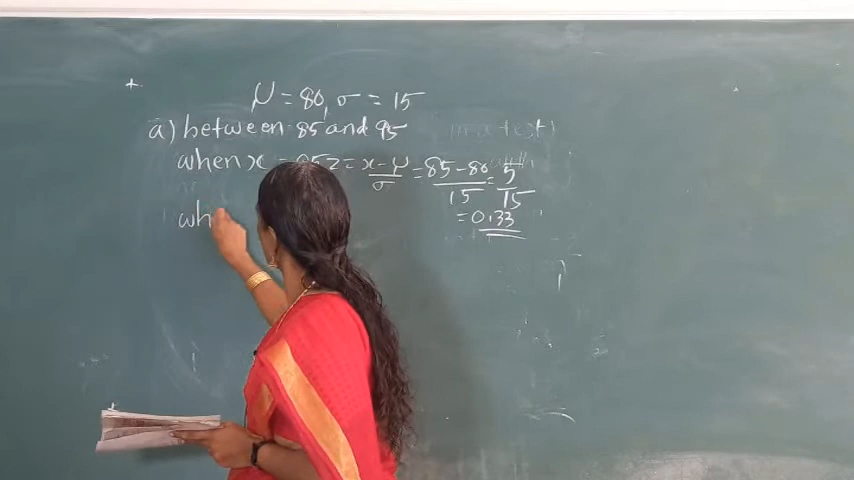 μ = 80, σ = 15
a) between 85 and 95
when x = 85 z = x - μ / σ = 85 - 80 / 15 = 5 / 15
= 0.33
wh